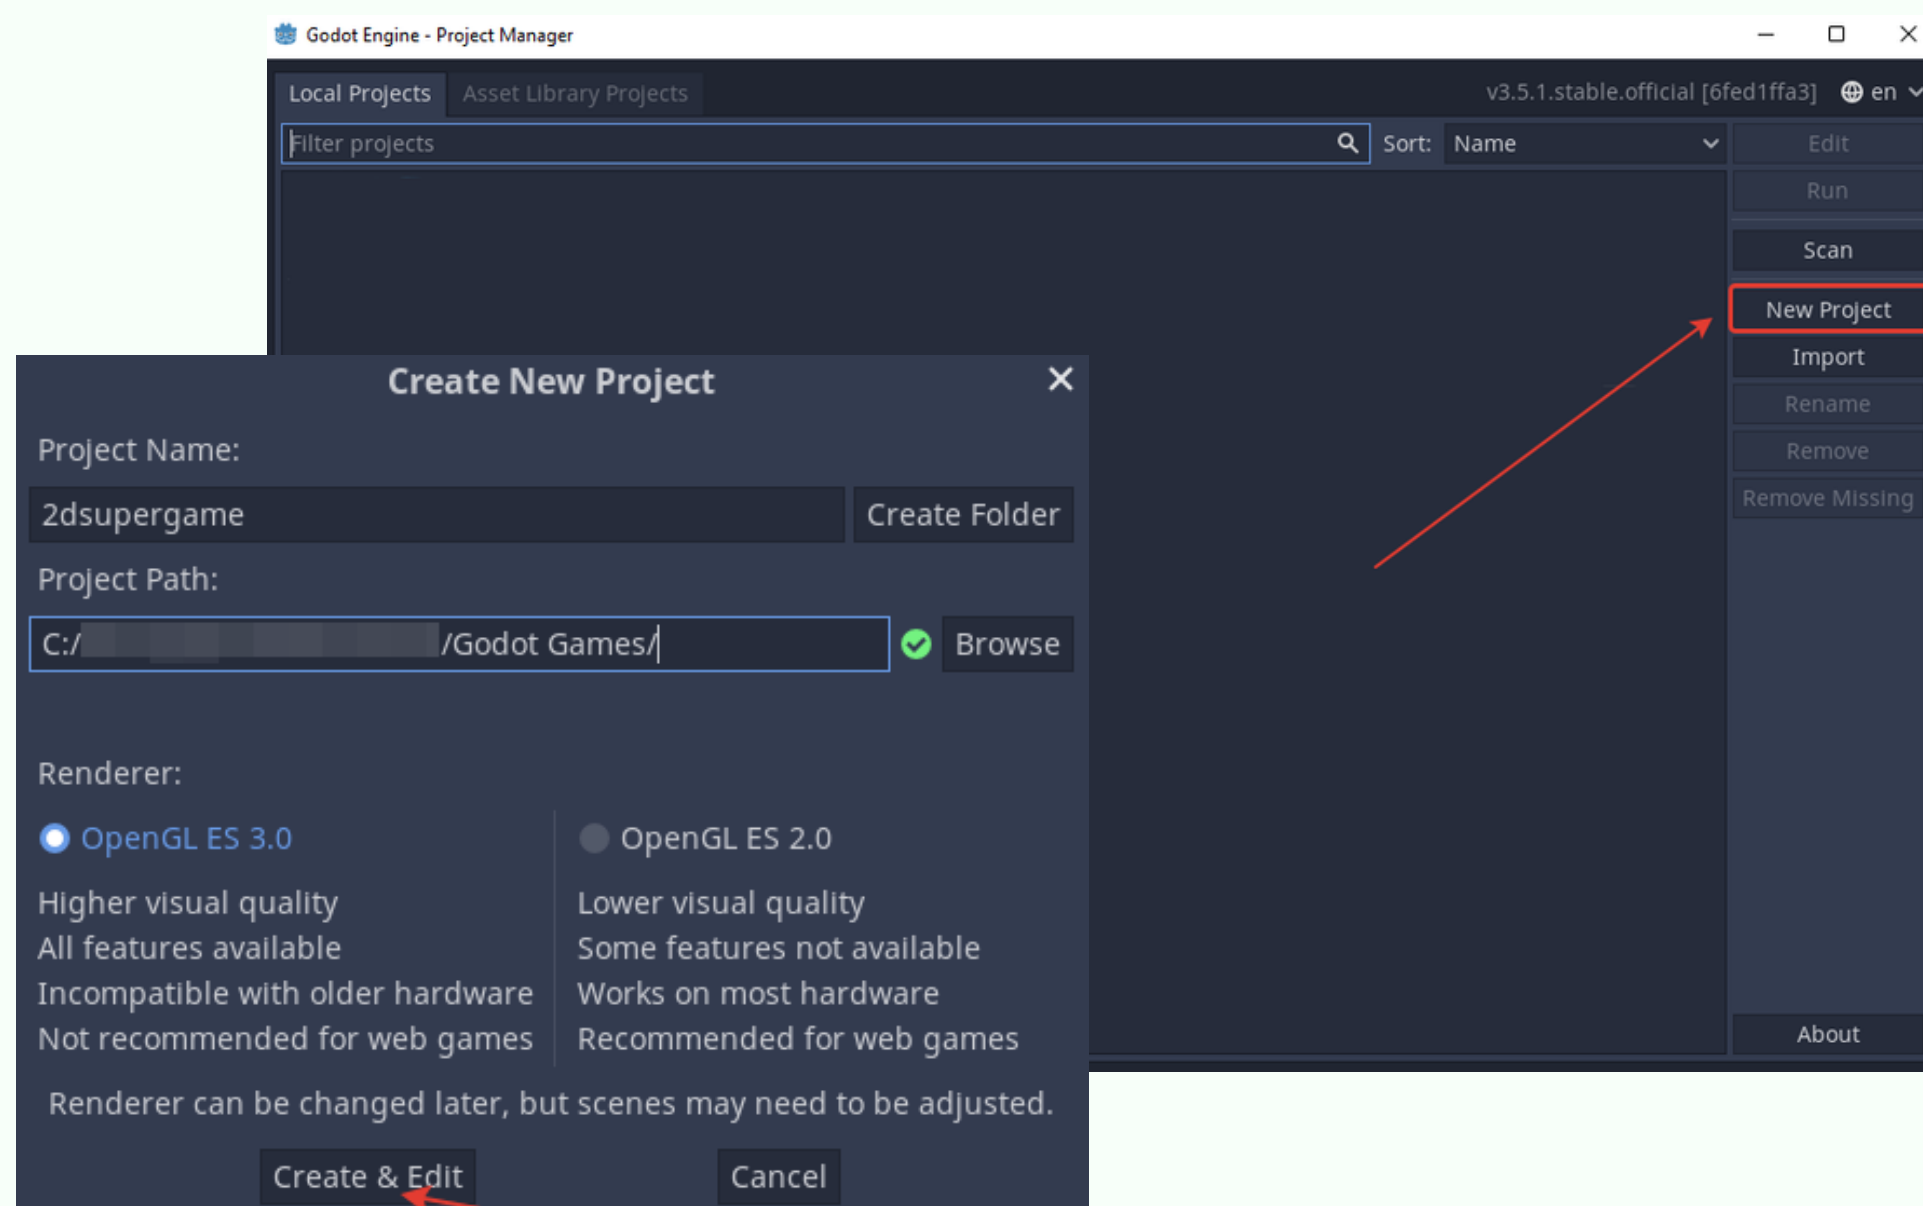 Godot Engine - Project Manager
Local Projects Asset Library Projects v3.5.1.stable.official [6fed1ffa3] en
Filter projects Sort: Name Edit
Run
Scan
New Project
Import
Rename
Remove
Remove Missing
About
Create New Project
Project Name:
2dsupergame Create Folder
Project Path:
C:/ /Godot Games/ Browse
Renderer:
OpenGL ES 3.0
Higher visual quality
All features available
Incompatible with older hardware
Not recommended for web games
OpenGL ES 2.0
Lower visual quality
Some features not available
Works on most hardware
Recommended for web games
Renderer can be changed later, but scenes may need to be adjusted.
Create & Edit Cancel